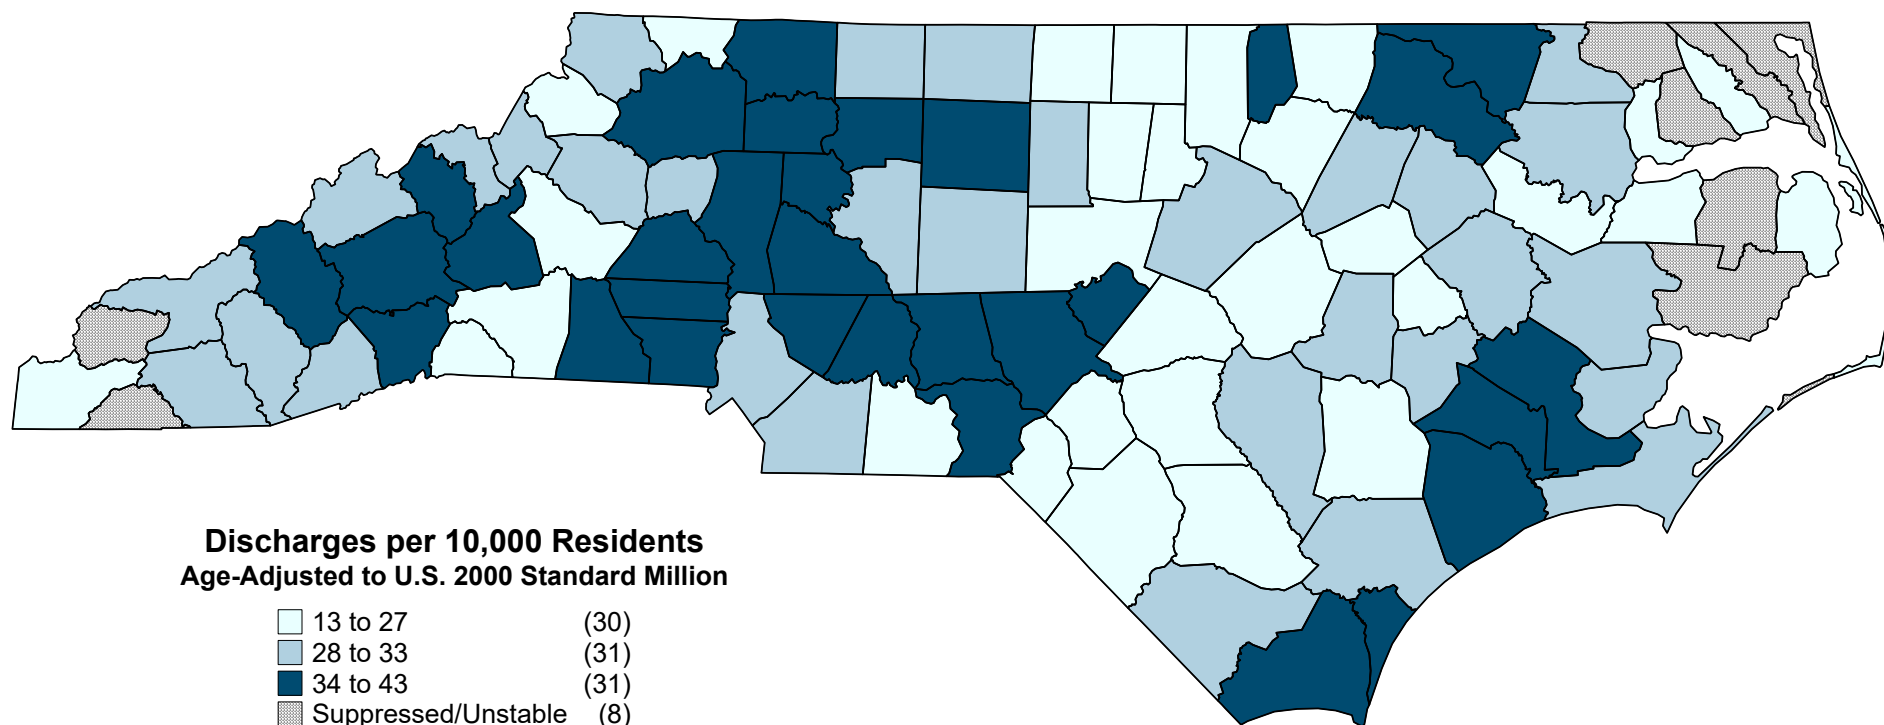 Discharges per 10,000 Residents
Age-Adjusted to U.S. 2000 Standard Million
13 to 27 (30)
28 to 33 (31)
34 to 43 (31)
Suppressed/Unstable (8)